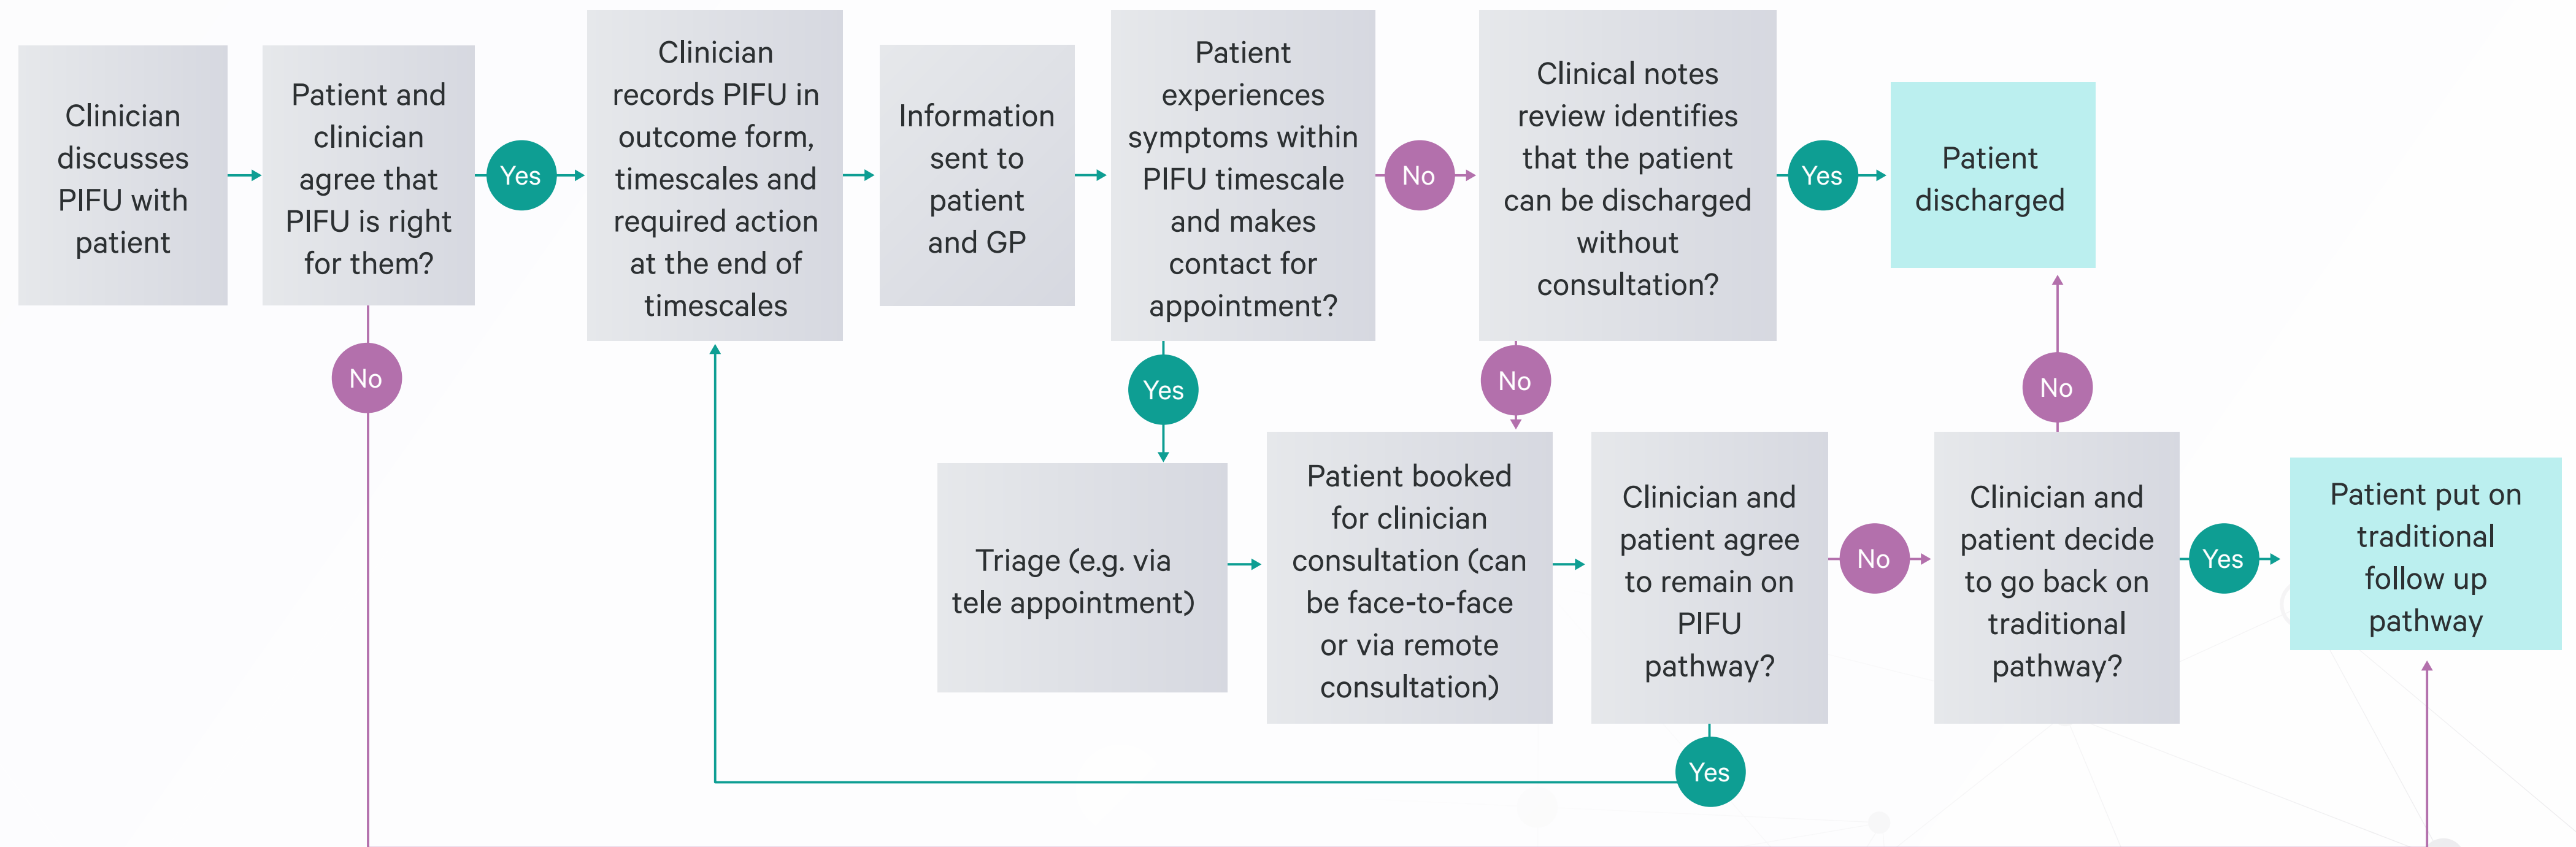 Clinician
discusses
PIFU with
patient
Patient and
clinician
agree that
PIFU is right
for them?
Yes
No
Clinician
records PIFU in
outcome form,
timescales and
required action
at the end of
timescales
Information
sent to
patient
and GP
Patient
experiences
symptoms within
PIFU timescale
and makes
contact for
appointment?
No
Yes
Clinical notes
review identifies
that the patient
can be discharged
without
consultation?
Yes
No
Patient
discharged
Triage (e.g. via
tele appointment)
Patient booked
for clinician
consultation (can
be face-to-face
or via remote
consultation)
Clinician and
patient agree
to remain on
PIFU
pathway?
No
Yes
Clinician and
patient decide
to go back on
traditional
pathway?
No
Yes
Patient put on
traditional
follow up
pathway